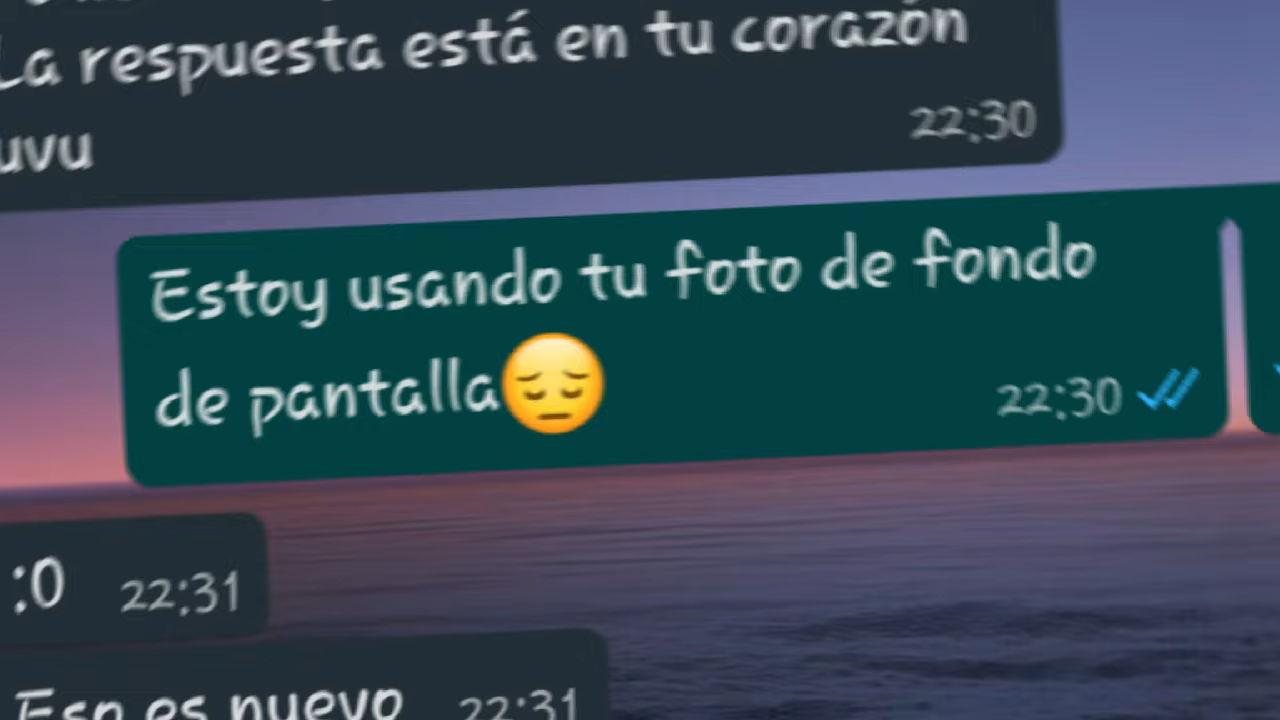 La respuesta está en tu corazón
uvu
22:30
Estoy usando tu foto de fondo
de pantalla😔
22:30
:0 22:31
Eso es nuevo 22:31